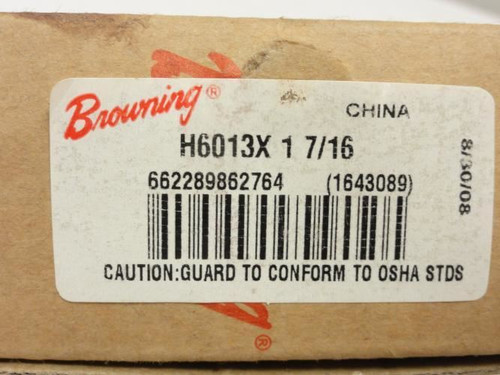 Browning®
CHINA
H6013X 1 7/16
662289862764 (1643089)
8/30/08
CAUTION:GUARD TO CONFORM TO OSHA STDS
®